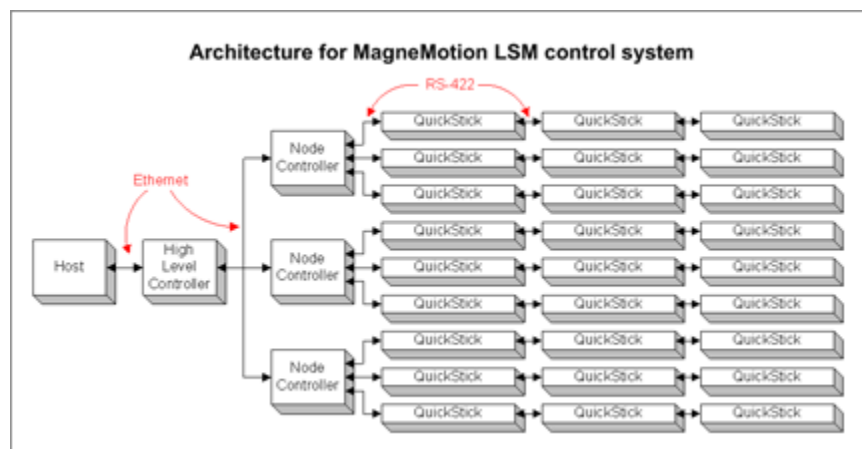 Architecture for MagneMotion LSM control system
RS-422
QuickStick QuickStick QuickStick
Node
Controller
QuickStick QuickStick QuickStick
Ethernet
QuickStick QuickStick QuickStick
QuickStick QuickStick QuickStick
Host
High
Level
Controller
Node
Controller
QuickStick QuickStick QuickStick
QuickStick QuickStick QuickStick
QuickStick QuickStick QuickStick
Node
Controller
QuickStick QuickStick QuickStick
QuickStick QuickStick QuickStick